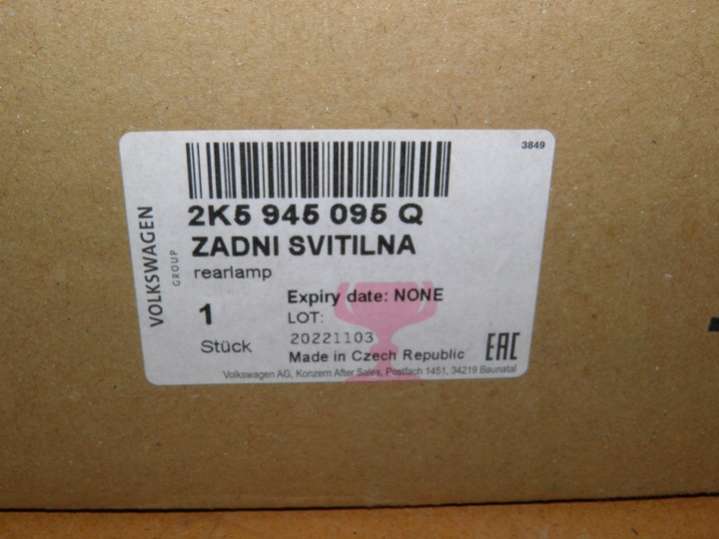 3849
VOLKSWAGEN
GROUP
2K5 945 095 Q
ZADNI SVITILNA
rearlamp
1
Stück
Expiry date: NONE
LOT:
20221103
Made in Czech Republic
EAC
Volkswagen AG, Konzern After Sales, Postfach 1451, 34219 Baunatal